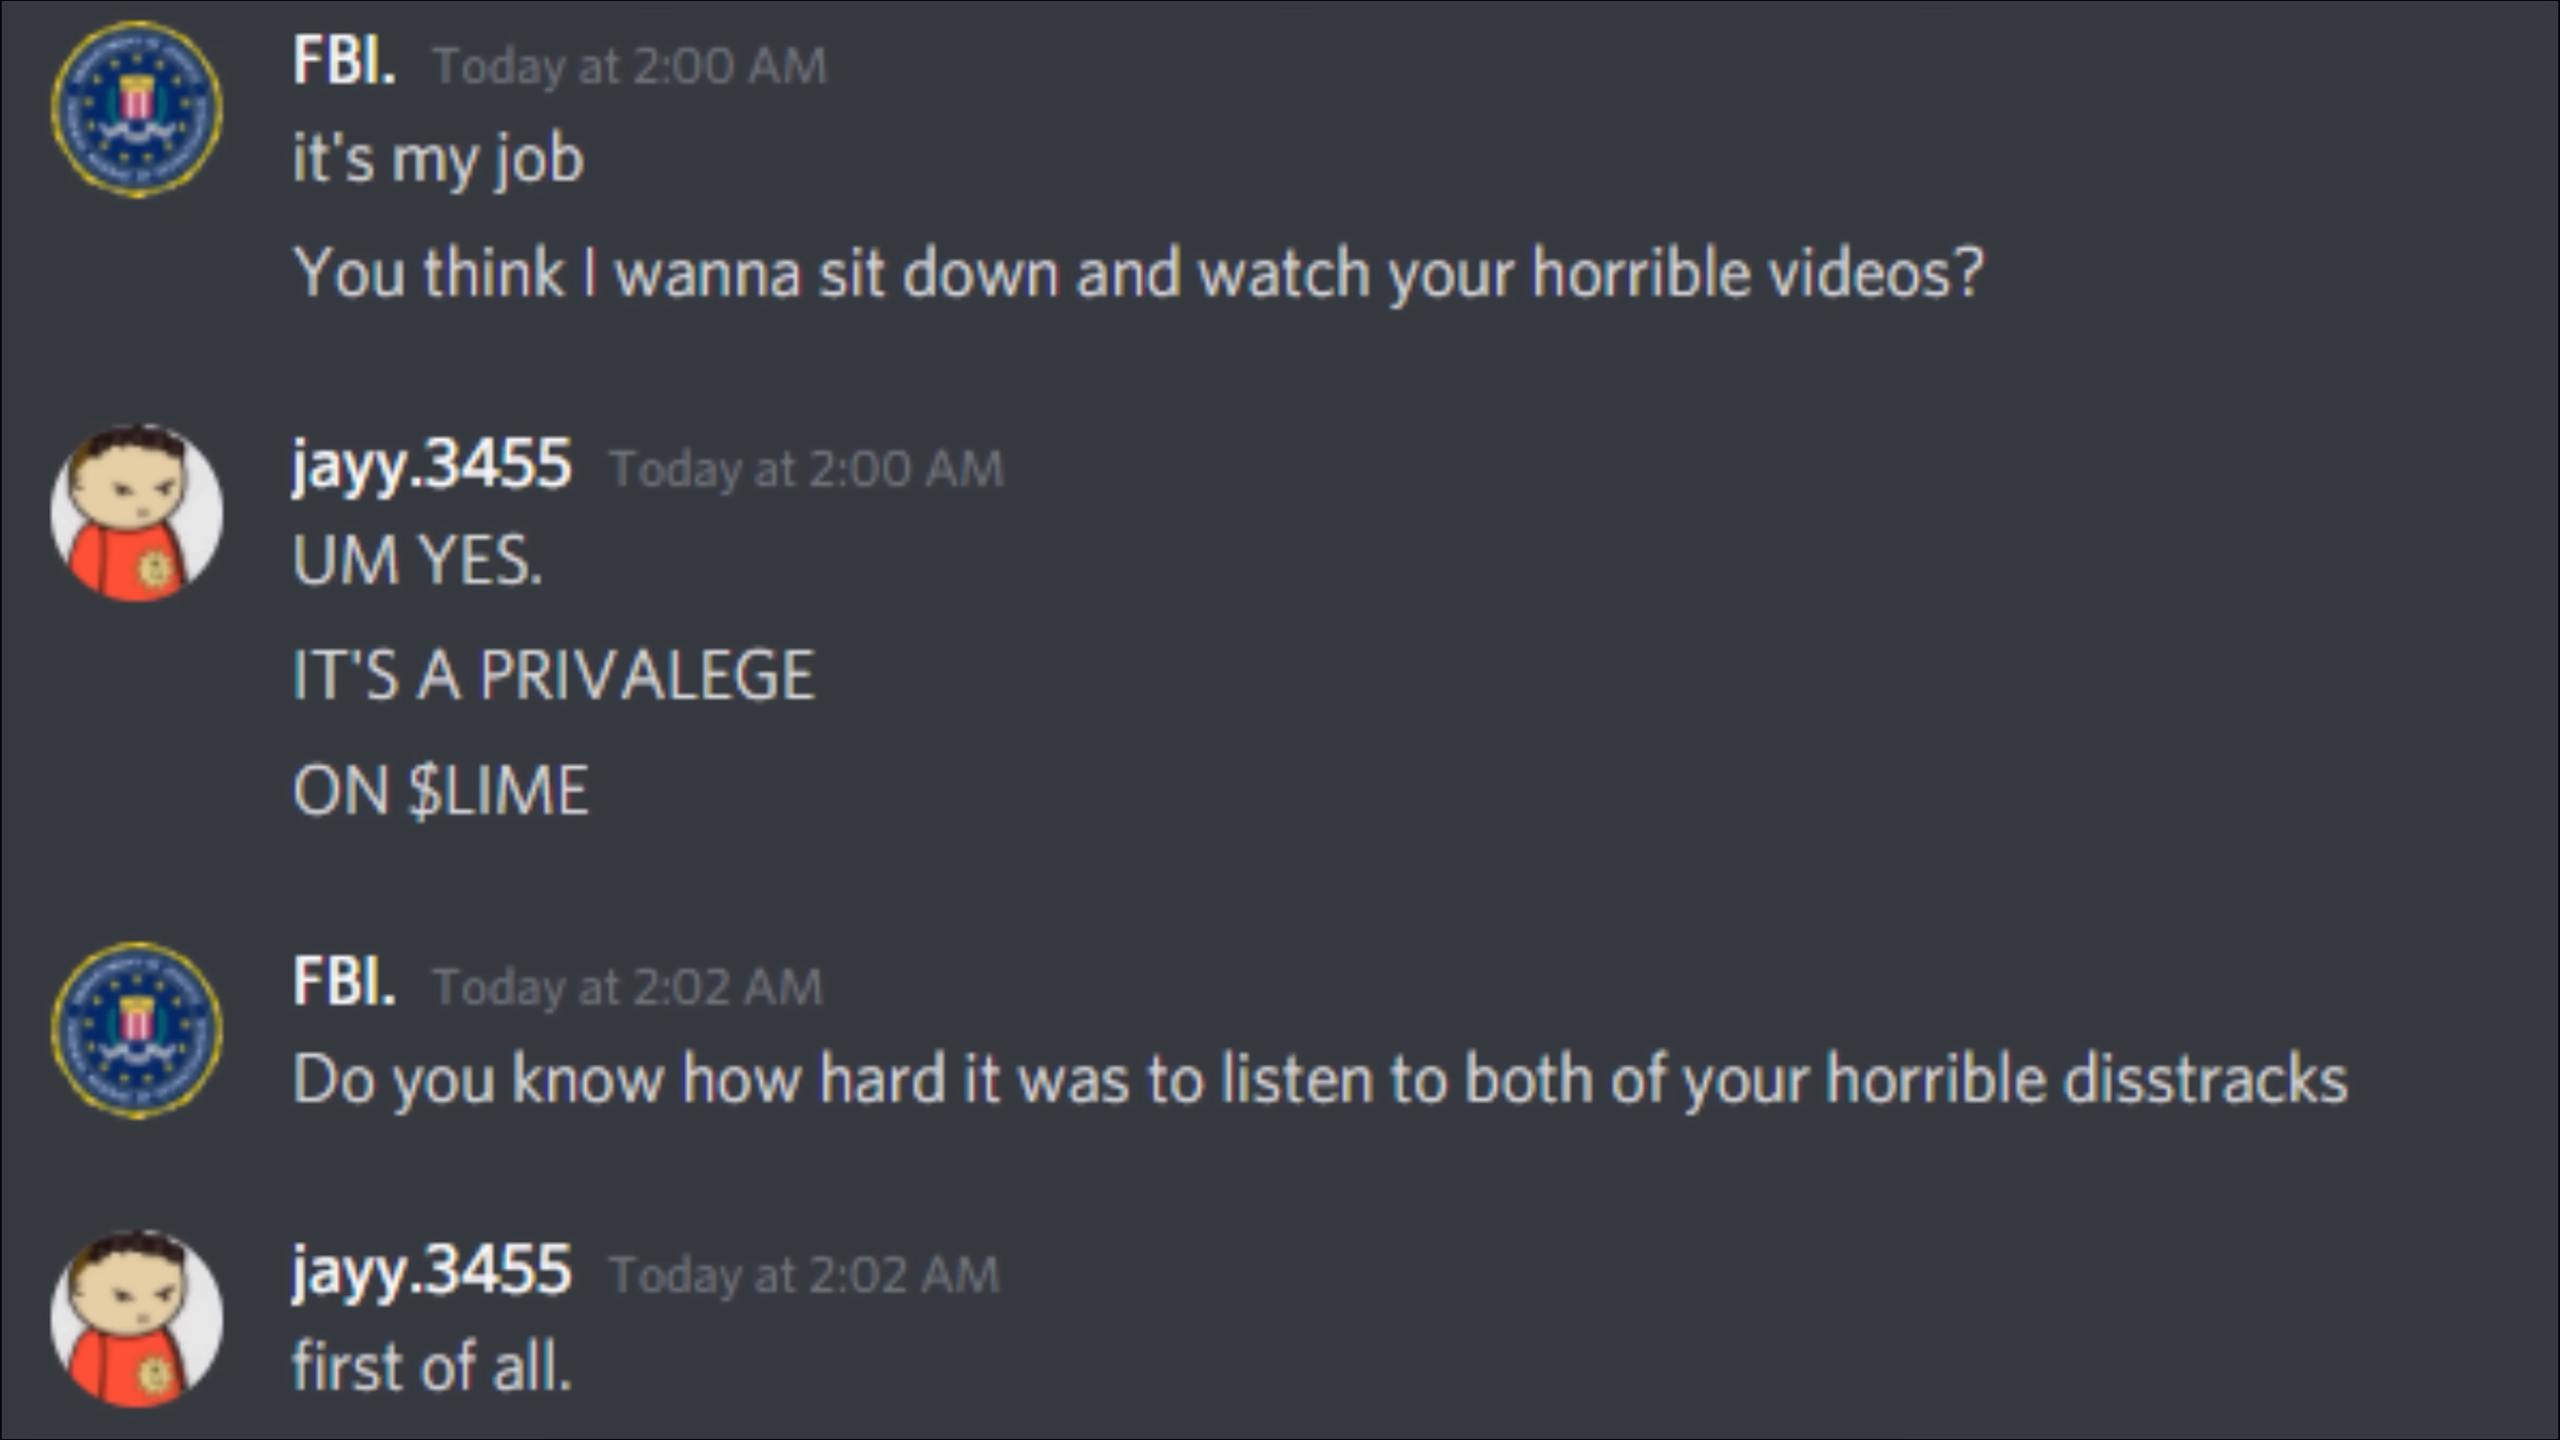 FBI. Today at 2:00 AM
it's my job
You think I wanna sit down and watch your horrible videos?
jayy.3455 Today at 2:00 AM
UM YES.
IT'S A PRIVALEGE
ON $LIME
FBI. Today at 2:02 AM
Do you know how hard it was to listen to both of your horrible disstracks
jayy.3455 Today at 2:02 AM
first of all.